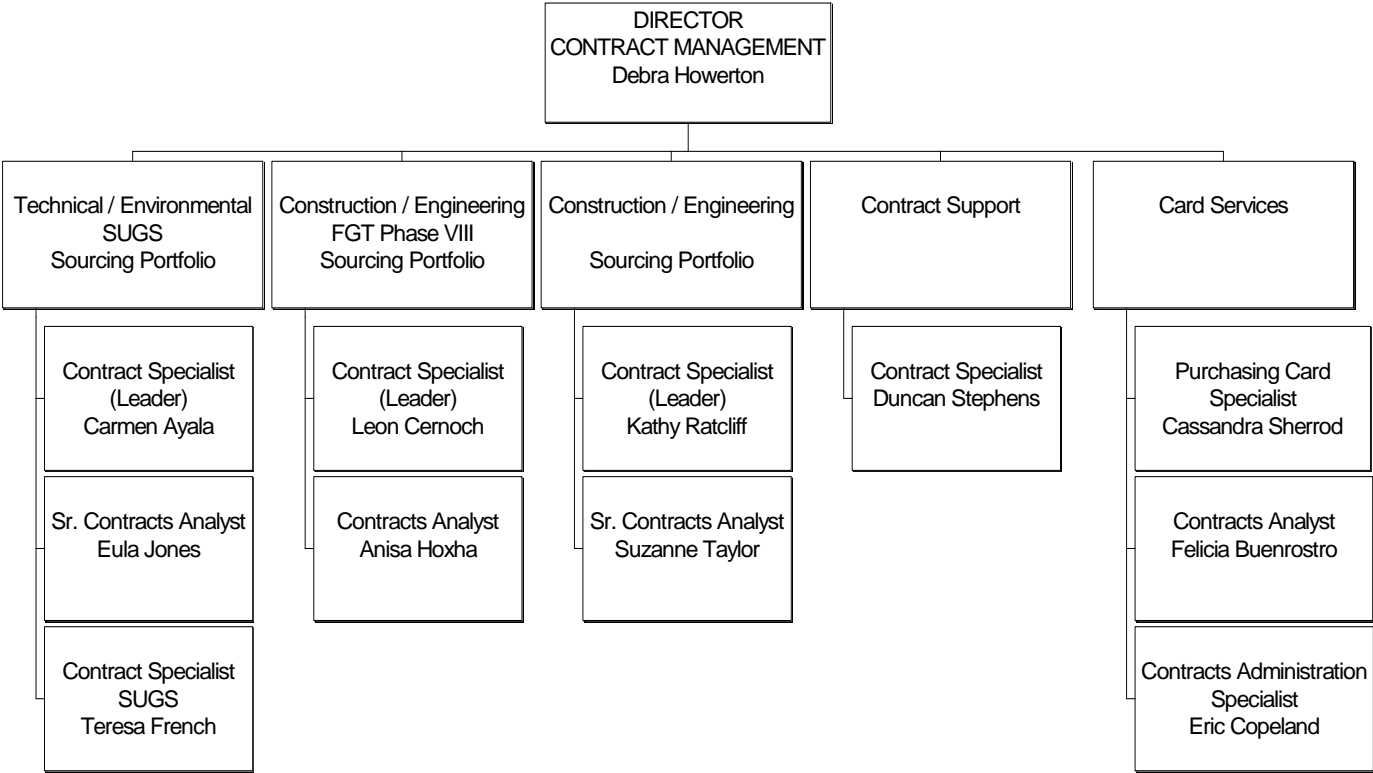 DIRECTOR
CONTRACT MANAGEMENT
Debra Howerton
Technical / Environmental
SUGS
Sourcing Portfolio
Construction / Engineering
FGT Phase VIII
Sourcing Portfolio
Construction / Engineering
Sourcing Portfolio
Contract Support
Card Services
Contract Specialist
(Leader)
Carmen Ayala
Sr. Contracts Analyst
Eula Jones
Contract Specialist
SUGS
Teresa French
Contract Specialist
(Leader)
Leon Cernoch
Contracts Analyst
Anisa Hoxha
Contract Specialist
(Leader)
Kathy Ratcliff
Sr. Contracts Analyst
Suzanne Taylor
Contract Specialist
Duncan Stephens
Purchasing Card
Specialist
Cassandra Sherrod
Contracts Analyst
Felicia Buenrostro
Contracts Administration
Specialist
Eric Copeland